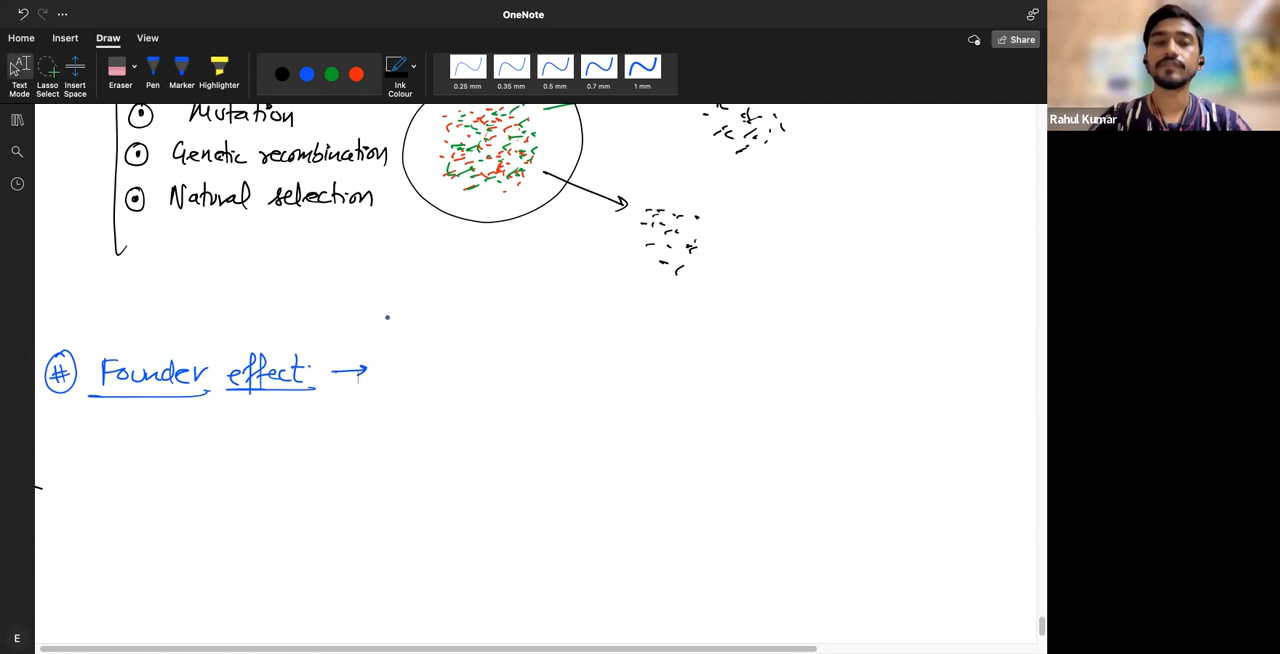 OneNote
Home Insert Draw View
Share
Text Mode
Lasso Select
Insert Space
Eraser
Pen
Marker
Highlighter
Ink Colour
0.25 mm
0.35 mm
0.5 mm
0.7 mm
1 mm
Rahul Kumar
Mutation
Genetic recombination
Natural selection
# Founder effect →
E